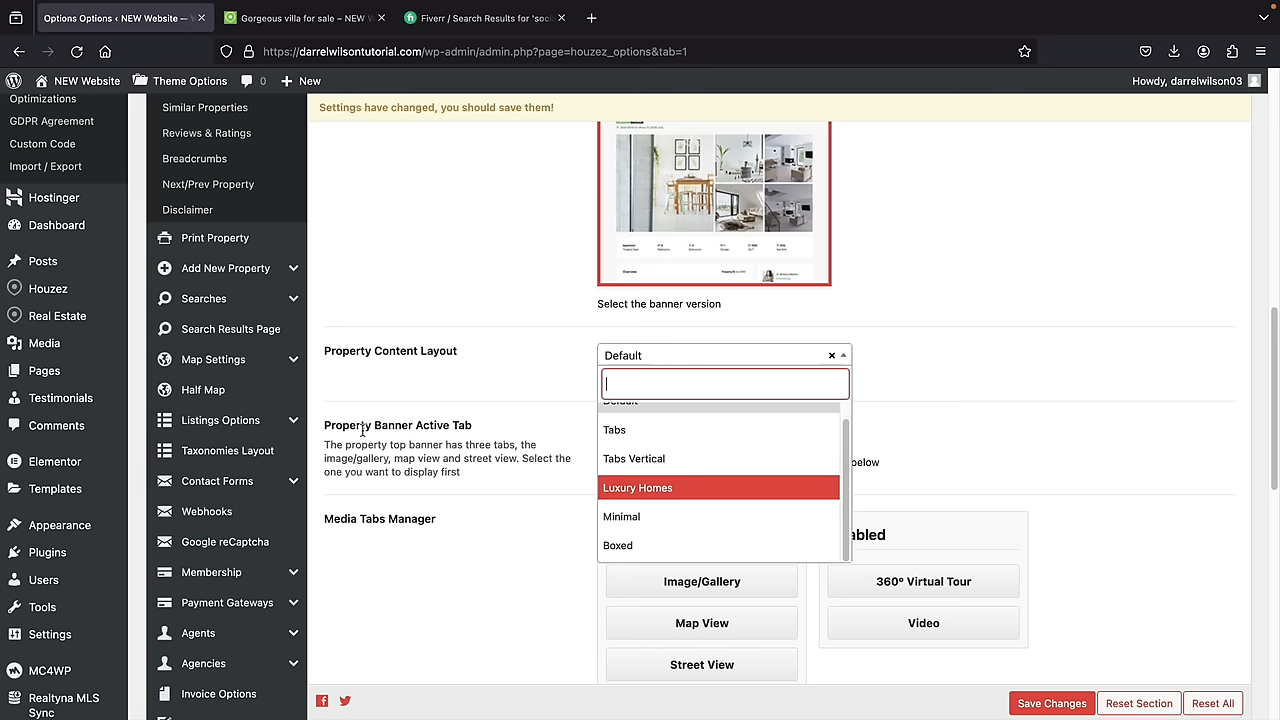 Options Options < NEW Website —
Gorgeous villa for sale – NEW W
Fiverr / Search Results for 'soci
https://darrelwilsontutorial.com/wp-admin/admin.php?page=houzez_options&tab=1
NEW Website
Theme Options
0
New
Howdy, darrelwilson03
Optimizations
GDPR Agreement
Custom Code
Import / Export
Hostinger
Dashboard
Posts
Houzez
Real Estate
Media
Pages
Testimonials
Comments
Elementor
Templates
Appearance
Plugins
Users
Tools
Settings
MC4WP
Realtyna MLS
Sync
Similar Properties
Reviews & Ratings
Breadcrumbs
Next/Prev Property
Disclaimer
Print Property
Add New Property
Searches
Search Results Page
Map Settings
Half Map
Listings Options
Taxonomies Layout
Contact Forms
Webhooks
Google reCaptcha
Membership
Payment Gateways
Agents
Agencies
Invoice Options
Settings have changed, you should save them!
Select the banner version
Property Content Layout
Default
Default
Tabs
Tabs Vertical
Luxury Homes
Minimal
Boxed
Property Banner Active Tab
The property top banner has three tabs, the
image/gallery, map view and street view. Select the
one you want to display first
below
Media Tabs Manager
abled
Image/Gallery
Map View
Street View
360° Virtual Tour
Video
Save Changes
Reset Section
Reset All